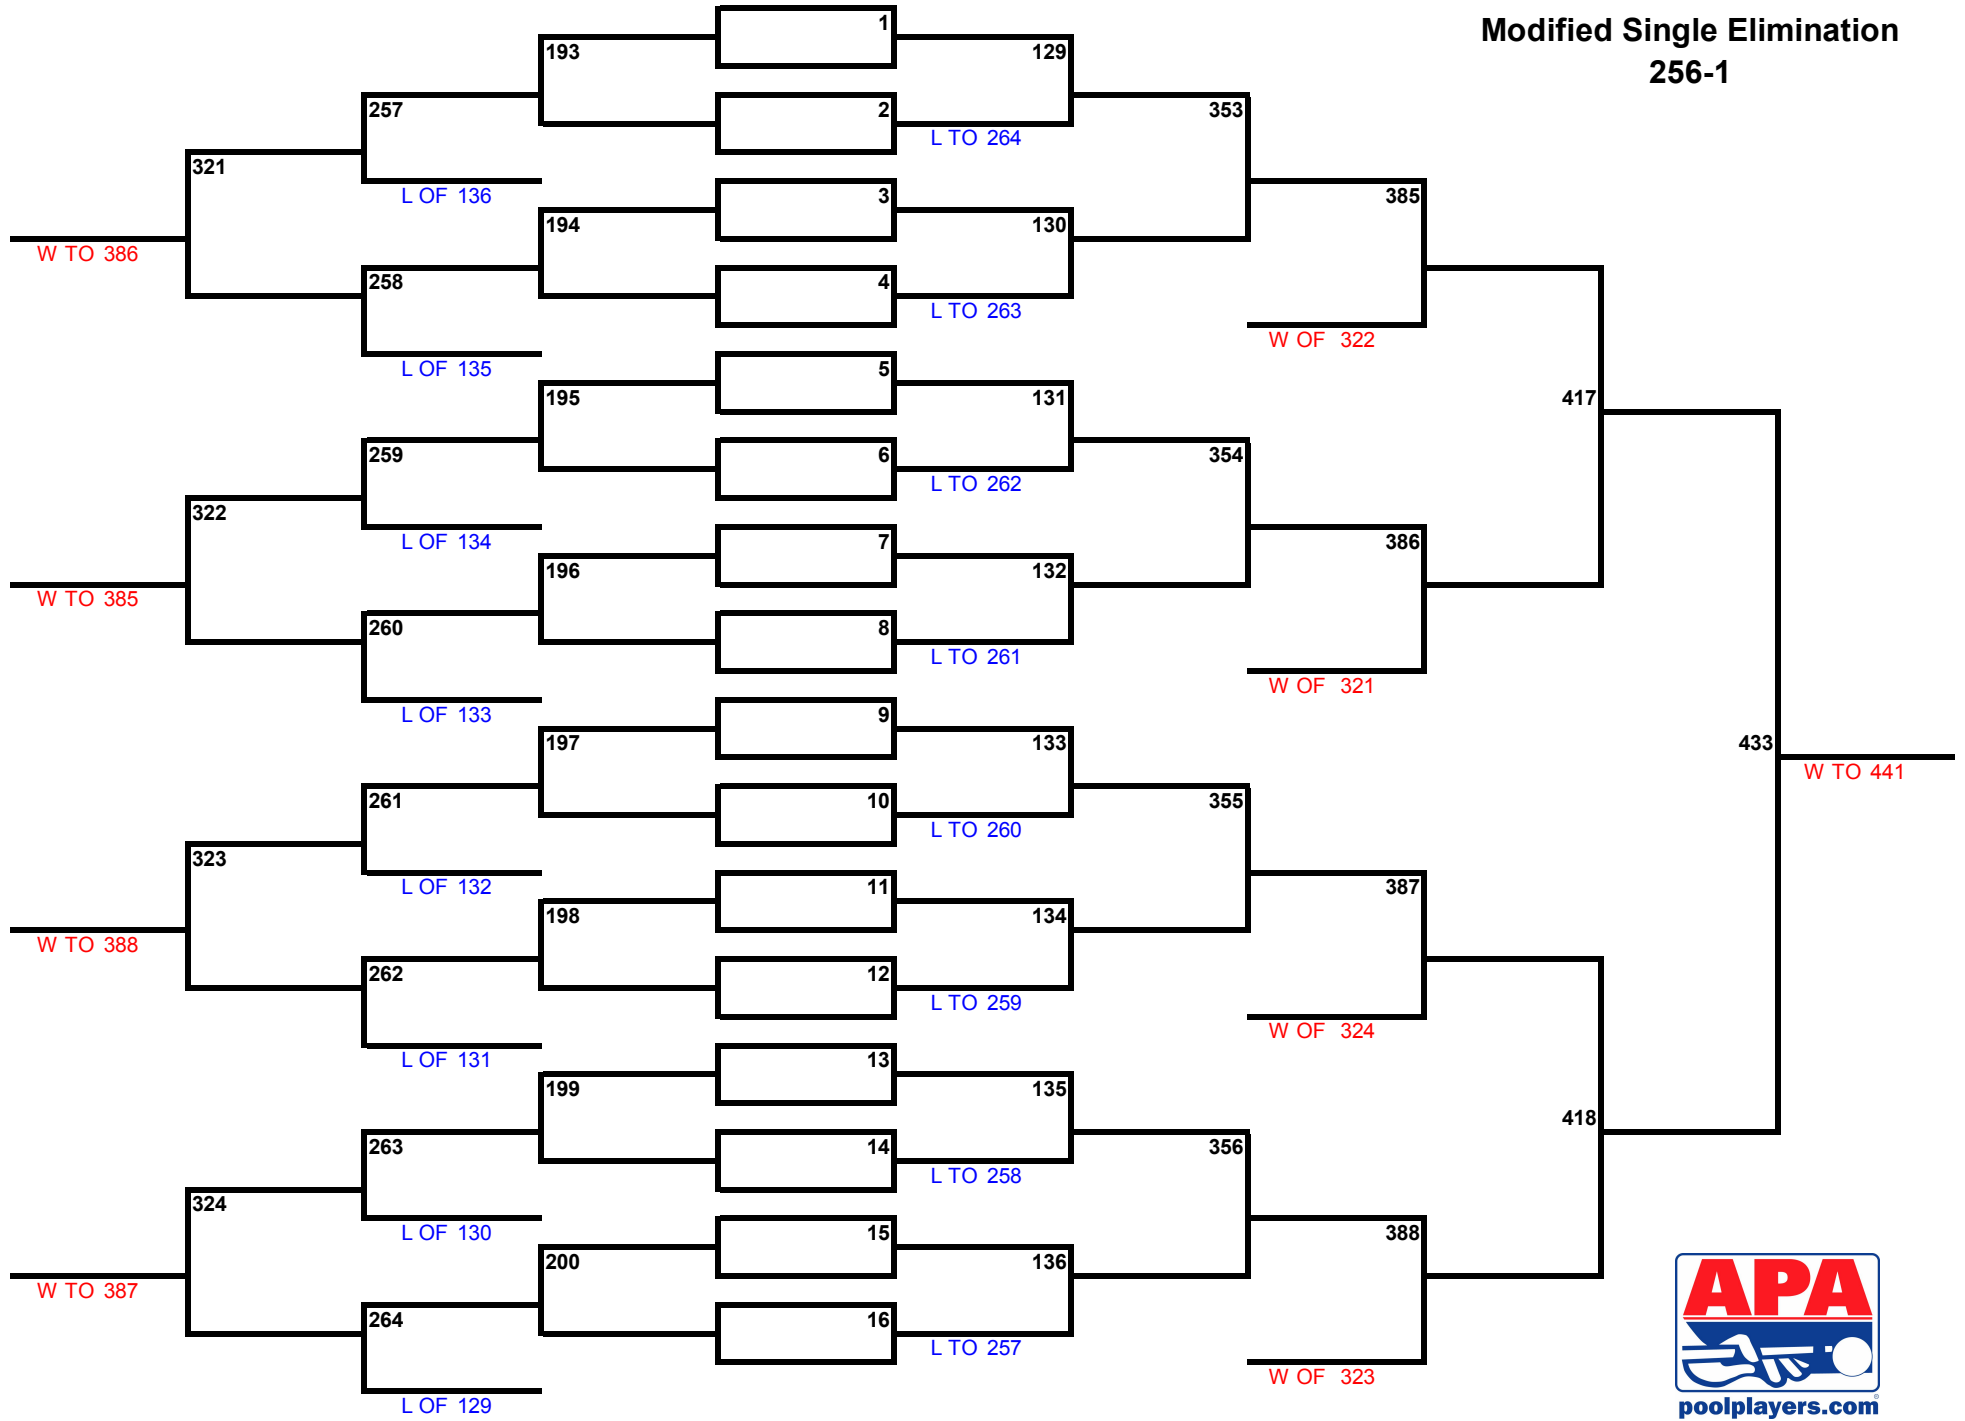 Modified Single Elimination
256-1
1
193
129
257
2
353
L TO 264
321
L OF 136
3
385
194
130
W TO 386
258
4
L TO 263
W OF 322
L OF 135
5
195
131
417
259
6
354
L TO 262
322
L OF 134
7
386
196
132
W TO 385
260
8
L TO 261
W OF 321
L OF 133
9
197
133
433
W TO 441
261
10
355
L TO 260
323
L OF 132
11
387
198
134
W TO 388
262
12
L TO 259
W OF 324
L OF 131
13
199
135
418
263
14
356
L TO 258
324
L OF 130
15
388
200
136
W TO 387
264
16
L TO 257
W OF 323
L OF 129
APA
poolplayers.com